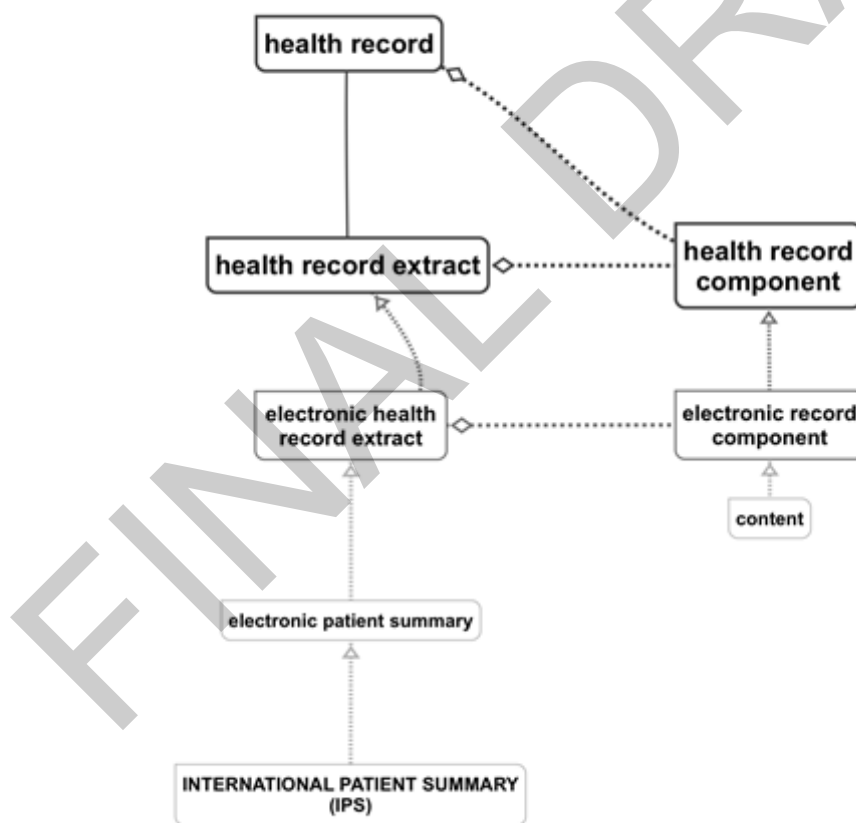 health record
health record extract
health record
component
electronic health
record extract
electronic record
component
content
electronic patient summary
INTERNATIONAL PATIENT SUMMARY
(IPS)
FINAL DRA